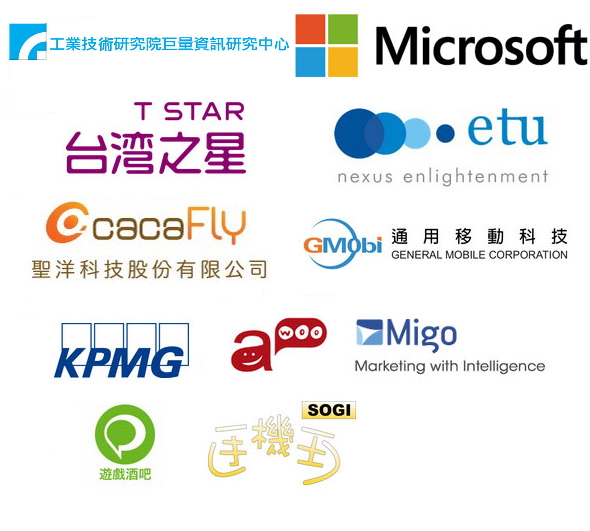 工業技術研究院巨量資訊研究中心
Microsoft
T STAR
台湾之星
etu
nexus enlightenment
cacaFly
聖洋科技股份有限公司
GMobi
通用移動科技
GENERAL MOBILE CORPORATION
KPMG
awoo
Migo
Marketing with Intelligence
遊戲酒吧
SOGI
手機王